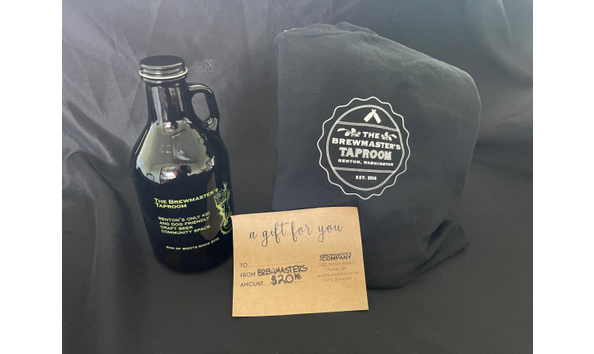 THE BREWMASTER'S
TAPROOM
RENTON'S ONLY KID
AND DOG FRIENDLY
CRAFT BEER
COMMUNITY SPACE.
THE
BREWMASTER'S
TAPROOM
RENTON, WASHINGTON
EST. 2016
a gift for you
TO
FROM BREWMASTERS
AMOUNT $20
COMPANY